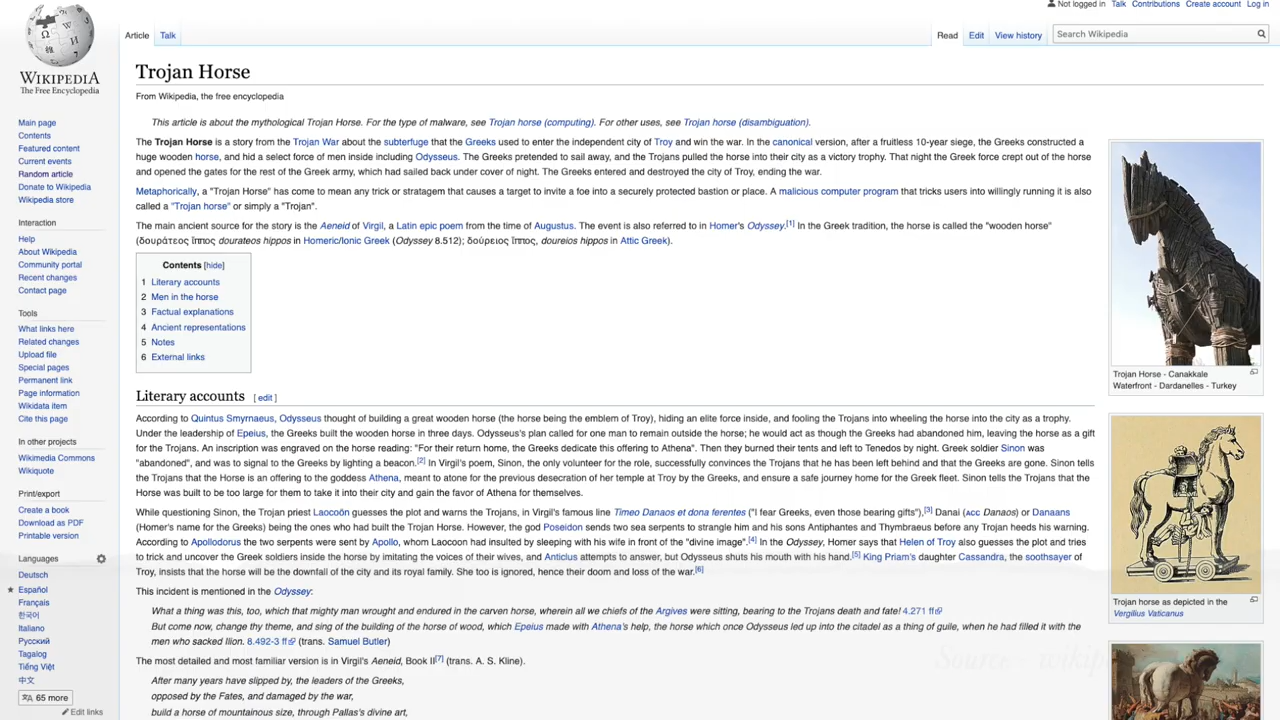 Not logged in Talk Contributions Create account Log in
WIKIPEDIA
The Free Encyclopedia
Article Talk
Read Edit View history Search Wikipedia
Main page
Contents
Featured content
Current events
Random article
Donate to Wikipedia
Wikipedia store
Interaction
Help
About Wikipedia
Community portal
Recent changes
Contact page
Tools
What links here
Related changes
Upload file
Special pages
Permanent link
Page information
Wikidata item
Cite this page
In other projects
Wikimedia Commons
Wikiquote
Print/export
Create a book
Download as PDF
Printable version
Languages
Deutsch
Español
Français
한국어
Italiano
Русский
Tagalog
Tiếng Việt
中文
65 more
Edit links
Trojan Horse
From Wikipedia, the free encyclopedia
This article is about the mythological Trojan Horse. For the type of malware, see Trojan horse (computing). For other uses, see Trojan horse (disambiguation).
The Trojan Horse is a story from the Trojan War about the subterfuge that the Greeks used to enter the independent city of Troy and win the war. In the canonical version, after a fruitless 10-year siege, the Greeks constructed a
huge wooden horse, and hid a select force of men inside including Odysseus. The Greeks pretended to sail away, and the Trojans pulled the horse into their city as a victory trophy. That night the Greek force crept out of the horse
and opened the gates for the rest of the Greek army, which had sailed back under cover of night. The Greeks entered and destroyed the city of Troy, ending the war.
Metaphorically, a "Trojan Horse" has come to mean any trick or stratagem that causes a target to invite a foe into a securely protected bastion or place. A malicious computer program that tricks users into willingly running it is also
called a "Trojan horse" or simply a "Trojan".
The main ancient source for the story is the Aeneid of Virgil, a Latin epic poem from the time of Augustus. The event is also referred to in Homer's Odyssey.[1] In the Greek tradition, the horse is called the "wooden horse"
(δουράτεος ἵππος dourateos hippos in Homeric/Ionic Greek (Odyssey 8.512); δούρειος ἵππος, doureios hippos in Attic Greek).
Contents [hide]
1 Literary accounts
2 Men in the horse
3 Factual explanations
4 Ancient representations
5 Notes
6 External links
Literary accounts [ edit ]
According to Quintus Smyrnaeus, Odysseus thought of building a great wooden horse (the horse being the emblem of Troy), hiding an elite force inside, and fooling the Trojans into wheeling the horse into the city as a trophy.
Under the leadership of Epeius, the Greeks built the wooden horse in three days. Odysseus's plan called for one man to remain outside the horse; he would act as though the Greeks had abandoned him, leaving the horse as a gift
for the Trojans. An inscription was engraved on the horse reading: "For their return home, the Greeks dedicate this offering to Athena". Then they burned their tents and left to Tenedos by night. Greek soldier Sinon was
"abandoned", and was to signal to the Greeks by lighting a beacon.[2] In Virgil's poem, Sinon, the only volunteer for the role, successfully convinces the Trojans that he has been left behind and that the Greeks are gone. Sinon tells
the Trojans that the Horse is an offering to the goddess Athena, meant to atone for the previous desecration of her temple at Troy by the Greeks, and ensure a safe journey home for the Greek fleet. Sinon tells the Trojans that the
Horse was built to be too large for them to take it into their city and gain the favor of Athena for themselves.
While questioning Sinon, the Trojan priest Laocoön guesses the plot and warns the Trojans, in Virgil's famous line Timeo Danaos et dona ferentes ("I fear Greeks, even those bearing gifts"),[3] Danai (ACC Danaos) or Danaans
(Homer's name for the Greeks) being the ones who had built the Trojan Horse. However, the god Poseidon sends two sea serpents to strangle him and his sons Antiphantes and Thymbraeus before any Trojan heeds his warning.
According to Apollodorus the two serpents were sent by Apollo, whom Laocoon had insulted by sleeping with his wife in front of the "divine image".[4] In the Odyssey, Homer says that Helen of Troy also guesses the plot and tries
to trick and uncover the Greek soldiers inside the horse by imitating the voices of their wives, and Anticlus attempts to answer, but Odysseus shuts his mouth with his hand.[5] King Priam's daughter Cassandra, the soothsayer of
Troy, insists that the horse will be the downfall of the city and its royal family. She too is ignored, hence their doom and loss of the war.[6]
This incident is mentioned in the Odyssey:
What a thing was this, too, which that mighty man wrought and endured in the carven horse, wherein all we chiefs of the Argives were sitting, bearing to the Trojans death and fate! 4.271 ff
But come now, change thy theme, and sing of the building of the horse of wood, which Epeius made with Athena's help, the horse which once Odysseus led up into the citadel as a thing of guile, when he had filled it with the
men who sacked Ilion. 8.492-3 ff (trans. Samuel Butler)
The most detailed and most familiar version is in Virgil's Aeneid, Book II[7] (trans. A. S. Kline).
After many years have slipped by, the leaders of the Greeks,
opposed by the Fates, and damaged by the war,
build a horse of mountainous size, through Pallas's divine art,
Trojan Horse - Canakkale
Waterfront - Dardanelles - Turkey
Trojan horse as depicted in the
Vergilius Vaticanus
Source: wikip